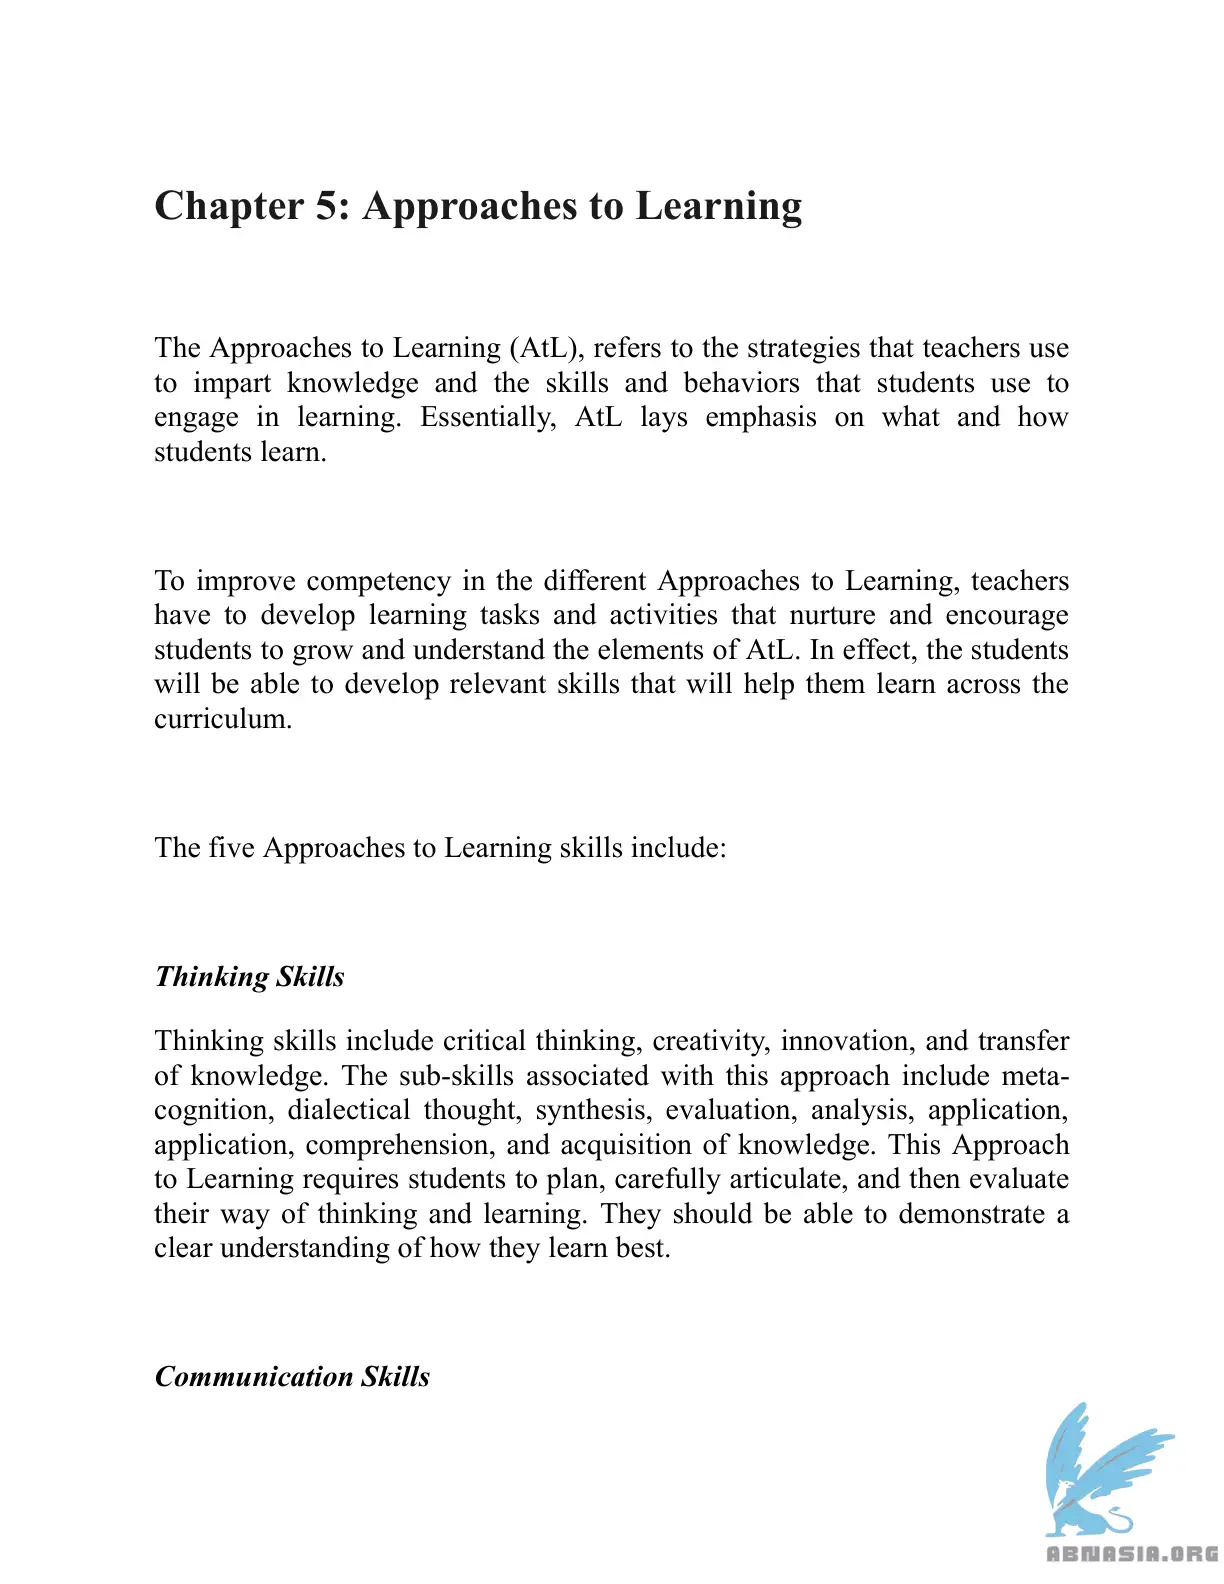 Chapter 5: Approaches to Learning
The Approaches to Learning (AtL), refers to the strategies that teachers use
to impart knowledge and the skills and behaviors that students use to
engage in learning. Essentially, AtL lays emphasis on what and how
students learn.
To improve competency in the different Approaches to Learning, teachers
have to develop learning tasks and activities that nurture and encourage
students to grow and understand the elements of AtL. In effect, the students
will be able to develop relevant skills that will help them learn across the
curriculum.
The five Approaches to Learning skills include:
Thinking Skills
Thinking skills include critical thinking, creativity, innovation, and transfer
of knowledge. The sub-skills associated with this approach include meta-
cognition, dialectical thought, synthesis, evaluation, analysis, application,
application, comprehension, and acquisition of knowledge. This Approach
to Learning requires students to plan, carefully articulate, and then evaluate
their way of thinking and learning. They should be able to demonstrate a
clear understanding of how they learn best.
Communication Skills
ABNASIA.ORG